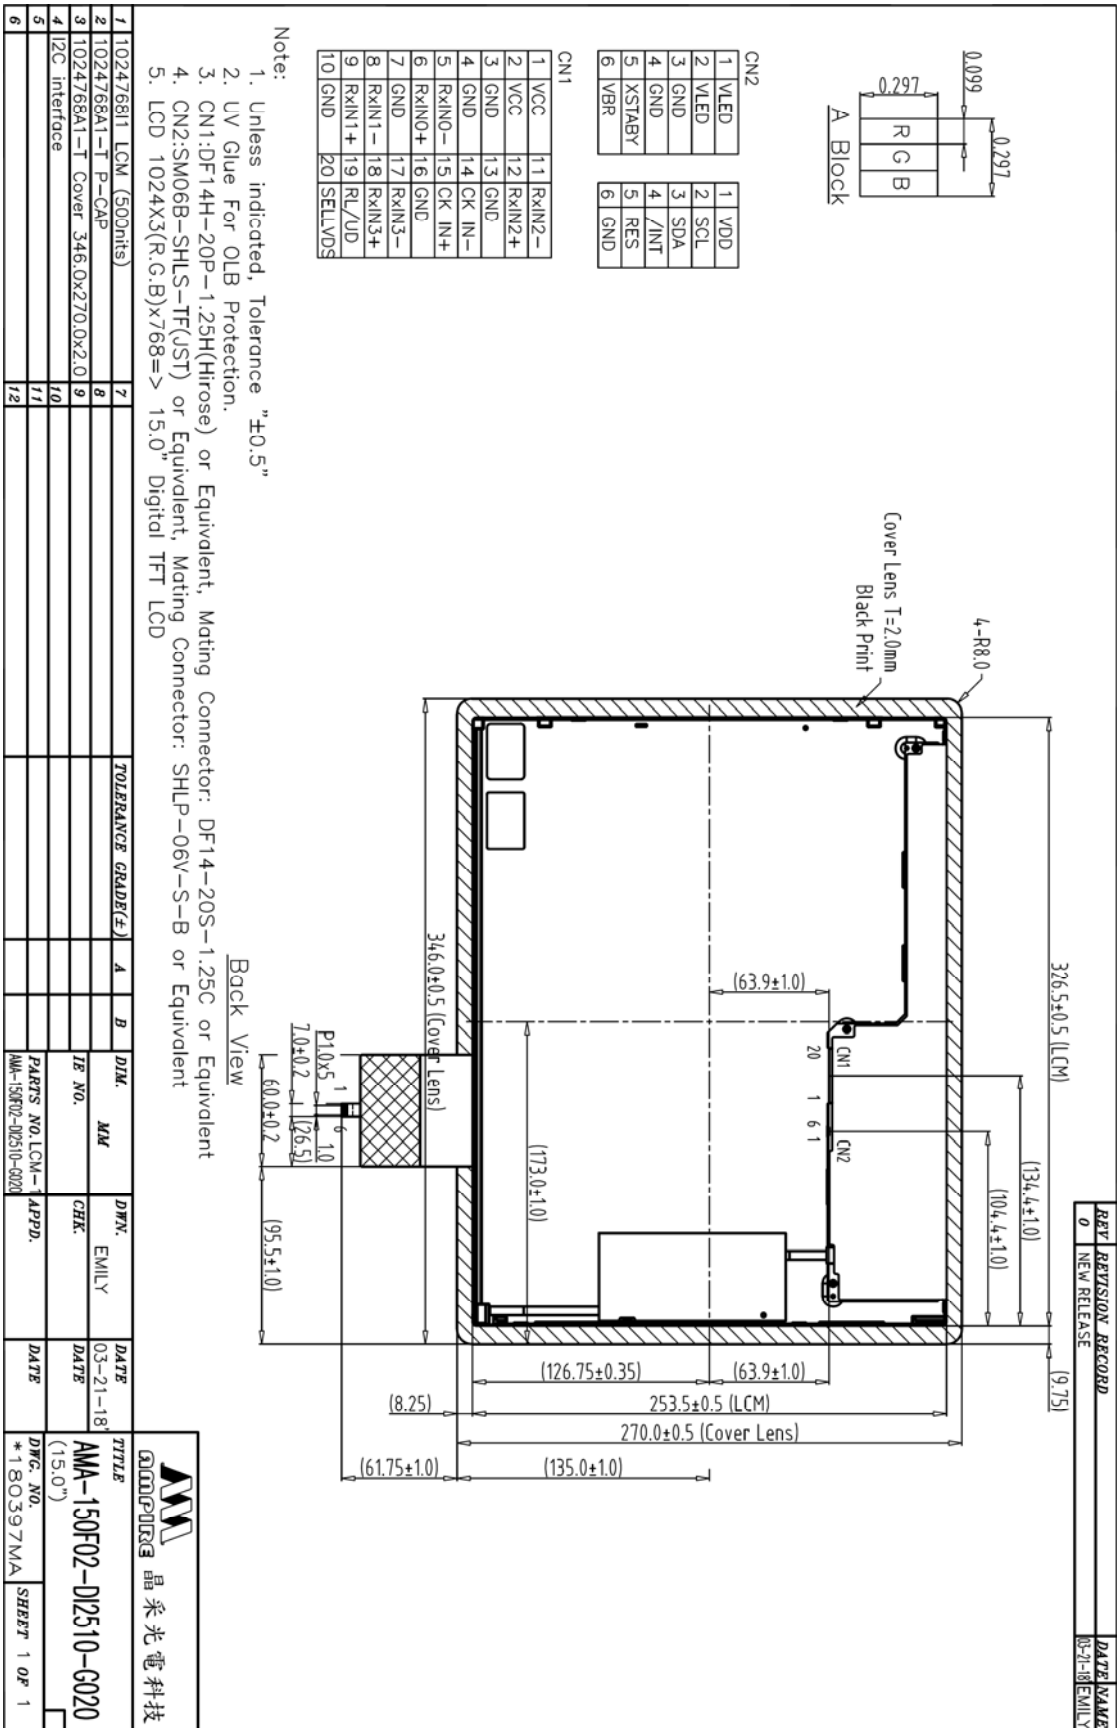 REV REVISION RECORD DATE NAME
0 NEW RELEASE 03-21-18 EMILY
0.099
0.297
0.297
R G B
A Block
CN2
1 VLED
2 VLED
3 GND
4 GND
5 XSTABY
6 VBR
1 VDD
2 SCL
3 SDA
4 /INT
5 RES
6 GND
CN1
1 VCC 11 RxIN2-
2 VCC 12 RxIN2+
3 GND 13 GND
4 GND 14 CK IN-
5 RxIN0- 15 CK IN+
6 RxIN0+ 16 GND
7 GND 17 RxIN3-
8 RxIN1- 18 RxIN3+
9 RxIN1+ 19 RL/UD
10 GND 20 SELLVDS
4-R8.0
Cover Lens T=2.0mm
Black Print
326.5±0.5 (LCM)
(9.75)
(134.4±1.0)
(104.4±1.0)
(63.9±1.0)
20 1 6 1
CN1 CN2
(173.0±1.0)
(126.75±0.35)
(63.9±1.0)
(8.25)
253.5±0.5 (LCM)
270.0±0.5 (Cover Lens)
(61.75±1.0)
(135.0±1.0)
346.0±0.5 (Cover Lens)
60.0±0.2
(95.5±1.0)
7.0±0.2
(26.5)
P1.0x5
1.0
1 6
Back View
Note:
1. Unless indicated, Tolerance "±0.5"
2. UV Glue For OLB Protection.
3. CN1:DF14H-20P-1.25H(Hirose) or Equivalent, Mating Connector: DF14-20S-1.25C or Equivalent
4. CN2:SM06B-SHLS-TF(JST) or Equivalent, Mating Connector: SHLP-06V-S-B or Equivalent
5. LCD 1024X3(R.G.B)x768=> 15.0" Digital TFT LCD
1 102476811 LCM (500nits) 7
2 1024768A1-T P-CAP 8
3 1024768A1-T Cover 346.0x270.0x2.0 9
4 I2C interface 10
5 11
6 12
TOLERANCE GRADE(±) A B
DIM. MM
IE NO.
PARTS NO. LCM-1
AMA-150F02-DI2510-G020
DWN. EMILY
CHK.
APPD.
DATE 03-21-18'
DATE
DATE
AMPIRE 晶采光電科技
TITLE
AMA-150F02-DI2510-G020
(15.0")
DWG. NO.
*180397MA
SHEET 1 OF 1